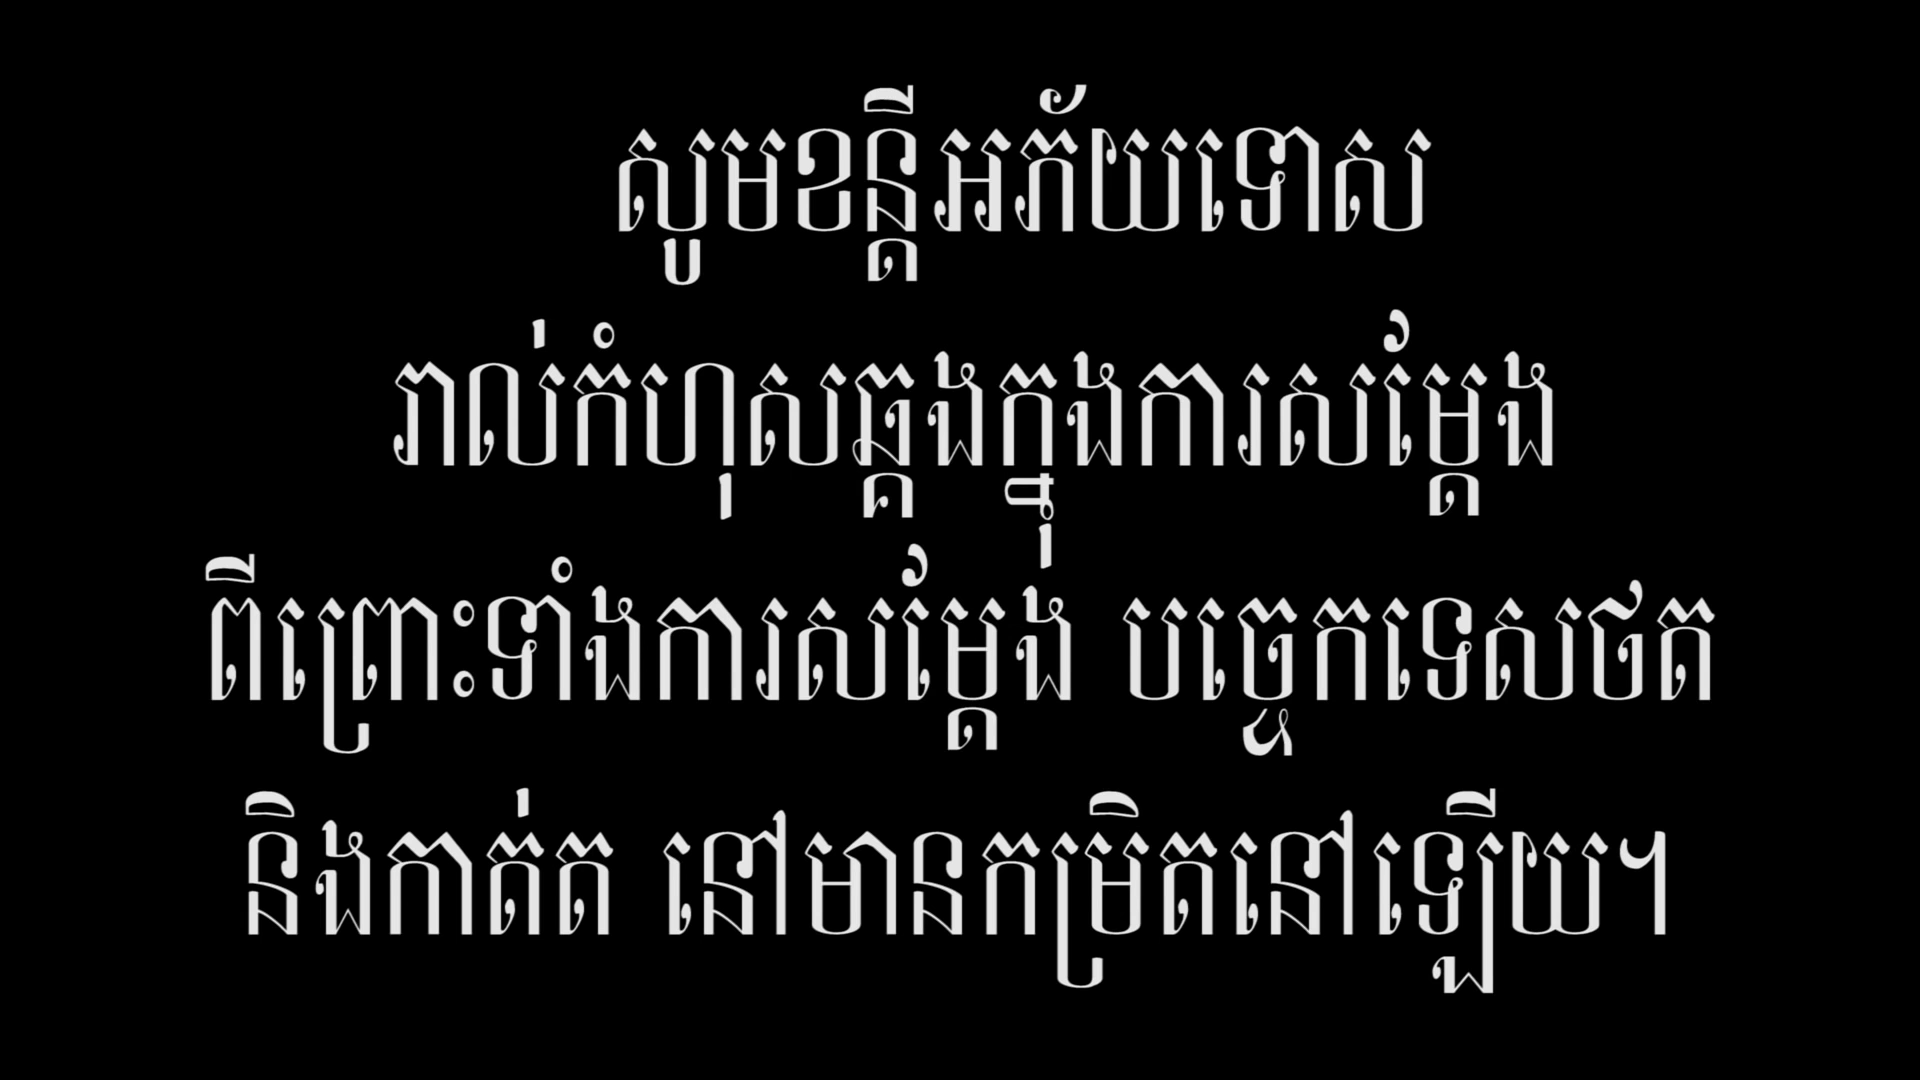 សូមខន្តីអភ័យទោស
រាល់កំហុសឆ្គងក្នុងការសម្ដែង
ពីព្រោះទាំងការសម្ដែង បច្ចេកទេសថត
និងកាត់ត នៅមានកម្រិតនៅឡើយ។